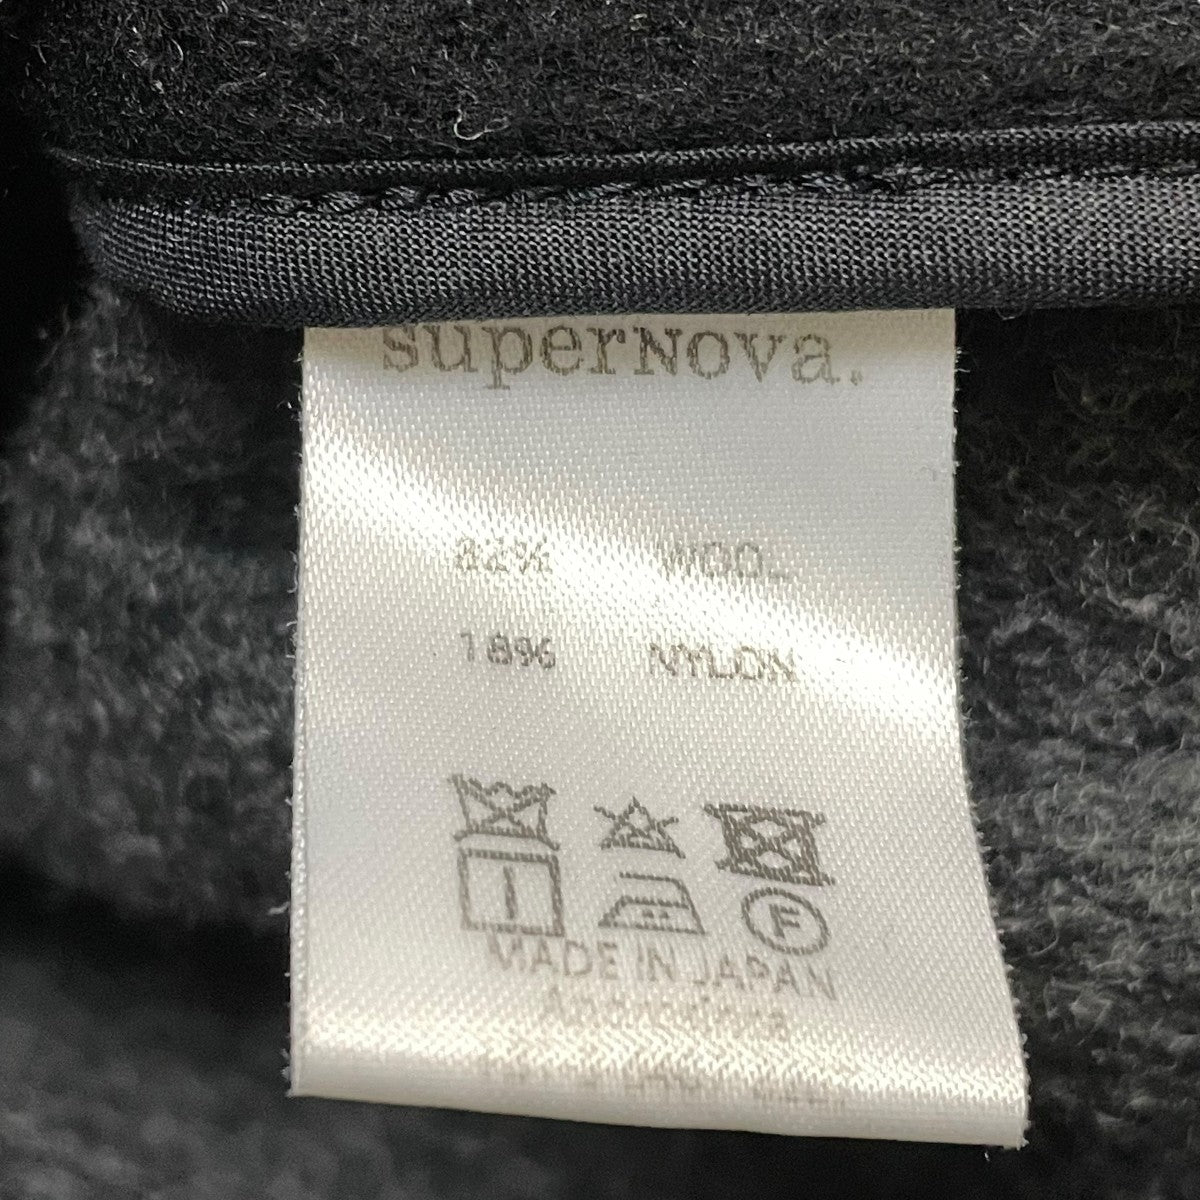 superNova.
82% WOOL
18% NYLON
F
MADE IN JAPAN